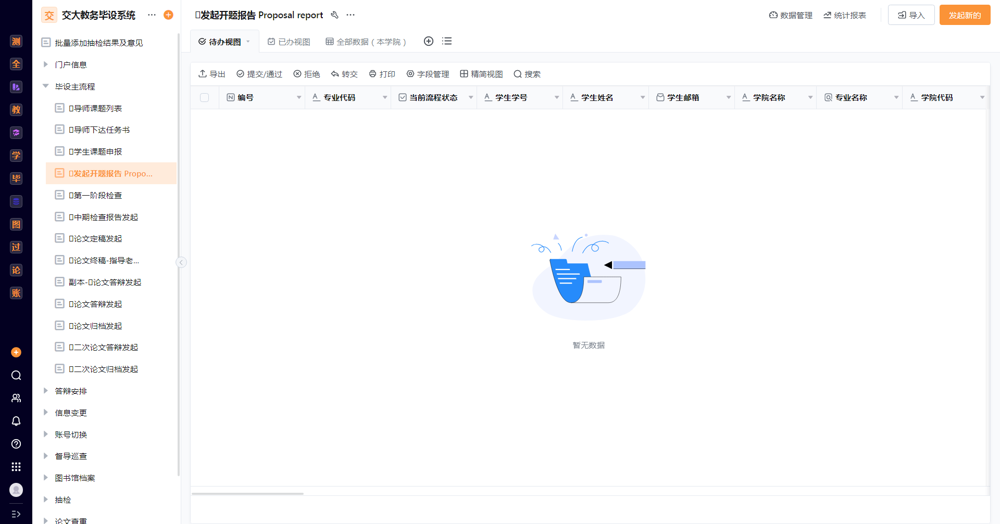 交 交大教务毕设系统
测
全
教
学
毕
图
过
论
账
批量添加抽检结果及意见
门户信息
毕设主流程
导师课题列表
导师下达任务书
学生课题申报
发起开题报告 Propo...
第一阶段检查
中期检查报告发起
论文定稿发起
论文终稿-指导老...
副本-论文答辩发起
论文答辩发起
论文归档发起
二次论文答辩发起
二次论文归档发起
答辩安排
信息变更
账号切换
督导巡查
图书馆档案
抽检
论文查重
发起开题报告 Proposal report
数据管理 统计报表 导入 发起新的
待办视图 已办视图 全部数据（本学院）
导出 提交/通过 拒绝 转交 打印 字段管理 精简视图 搜索
编号 专业代码 当前流程状态 学生学号 学生姓名 学生邮箱 学院名称 专业名称 学院代码
暂无数据